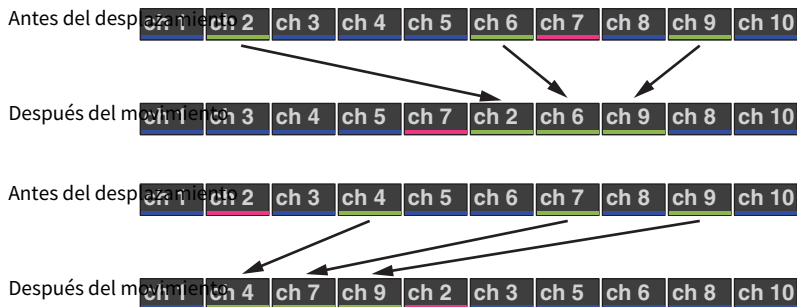 Antes del desplazamiento ch 1 ch 2 ch 3 ch 4 ch 5 ch 6 ch 7 ch 8 ch 9 ch 10
Después del movimiento ch 1 ch 3 ch 4 ch 5 ch 7 ch 2 ch 6 ch 9 ch 8 ch 10
Antes del desplazamiento ch 1 ch 2 ch 3 ch 4 ch 5 ch 6 ch 7 ch 8 ch 9 ch 10
Después del movimiento ch 1 ch 4 ch 7 ch 9 ch 2 ch 3 ch 5 ch 6 ch 8 ch 10